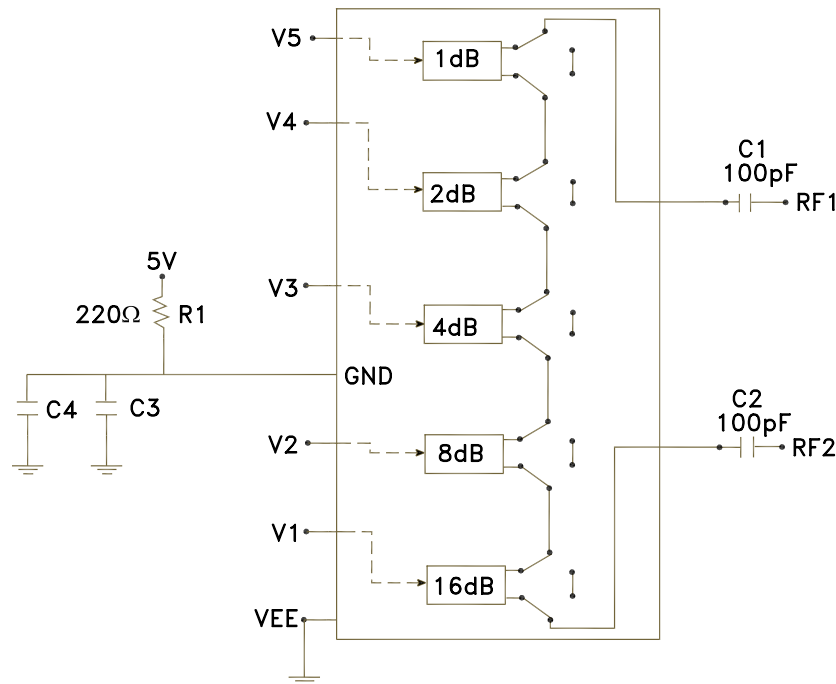 V5
1dB
V4
2dB
C1
100pF
RF1
5V
220Ω
R1
V3
4dB
GND
C4
C3
C2
100pF
RF2
V2
8dB
V1
16dB
VEE